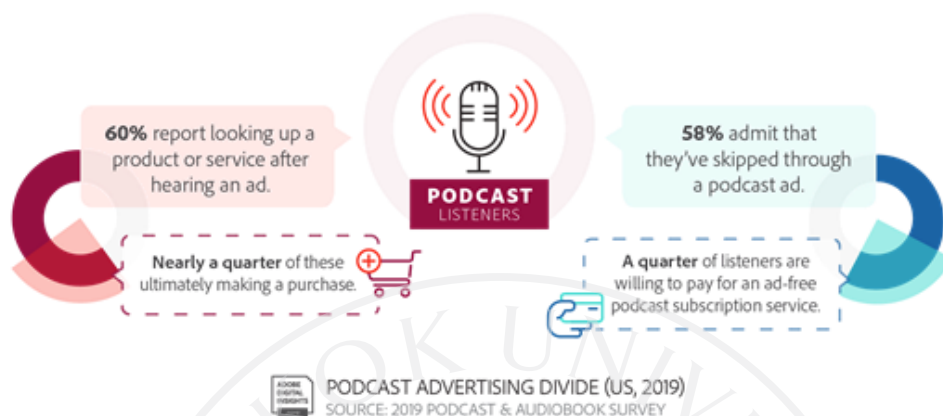 60% report looking up a
product or service after
hearing an ad.
Nearly a quarter of these
ultimately making a purchase.
PODCAST
LISTENERS
58% admit that
they've skipped through
a podcast ad.
A quarter of listeners are
willing to pay for an ad-free
podcast subscription service.
ADOBE
DIGITAL
INSIGHTS
PODCAST ADVERTISING DIVIDE (US, 2019)
SOURCE: 2019 PODCAST & AUDIOBOOK SURVEY
OK UNIV